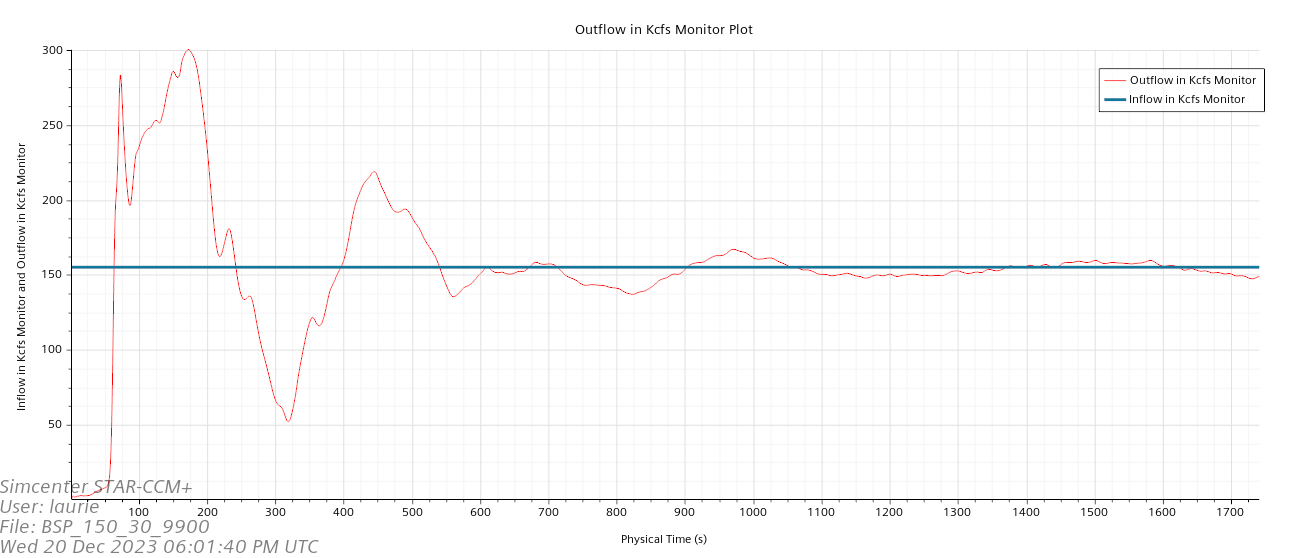 Outflow in Kcfs Monitor Plot
Outflow in Kcfs Monitor
Inflow in Kcfs Monitor
Inflow in Kcfs Monitor and Outflow in Kcfs Monitor
300
250
200
150
100
50
100 200 300 400 500 600 700 800 900 1000 1100 1200 1300 1400 1500 1600 1700
Physical Time (s)
Simcenter STAR-CCM+
User: laurie
File: BSP_150_30_9900
Wed 20 Dec 2023 06:01:40 PM UTC